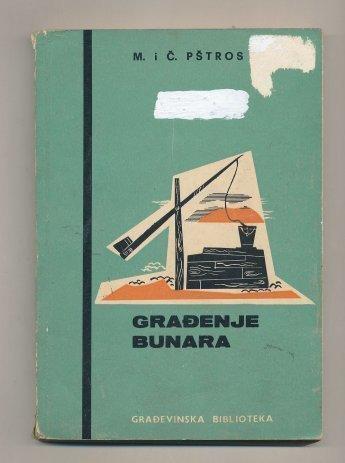 M. i Č. PŠTROS
GRAĐENJE
BUNARA
GRAĐEVINSKA BIBLIOTEKA